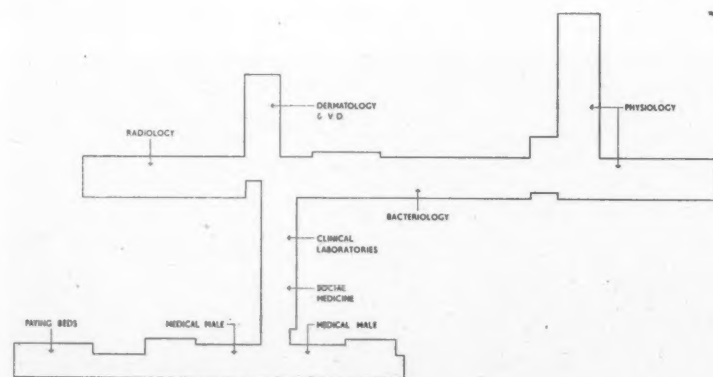 DERMATOLOGY
& V.D.
PHYSIOLOGY
RADIOLOGY
BACTERIOLOGY
CLINICAL
LABORATORIES
SOCIAL
MEDICINE
PAYING BEDS
MEDICAL MALE
MEDICAL MALE